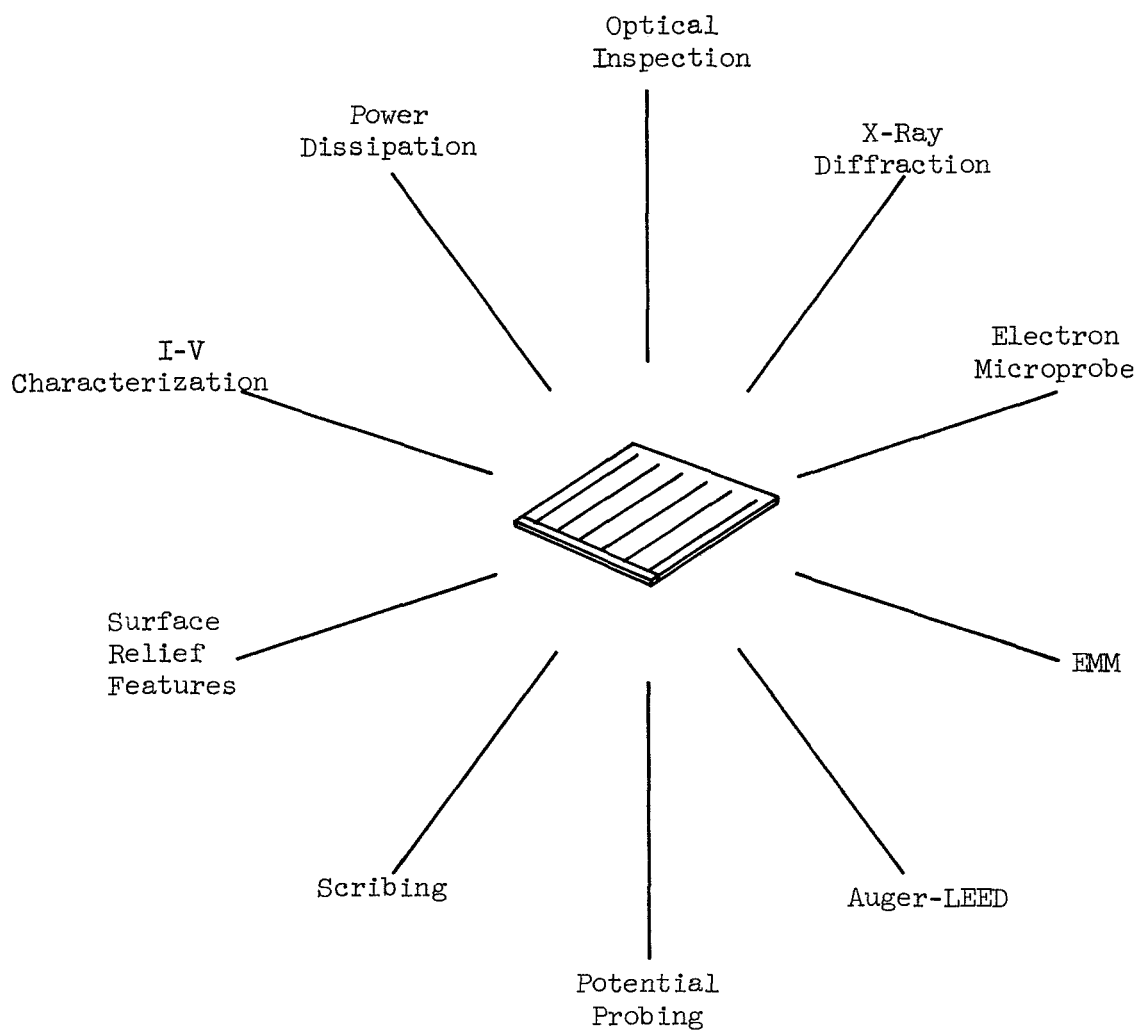 Optical
Inspection
Power
Dissipation
X-Ray
Diffraction
I-V
Characterization
Electron
Microprobe
Surface
Relief
Features
EMM
Scribing
Auger-LEED
Potential
Probing